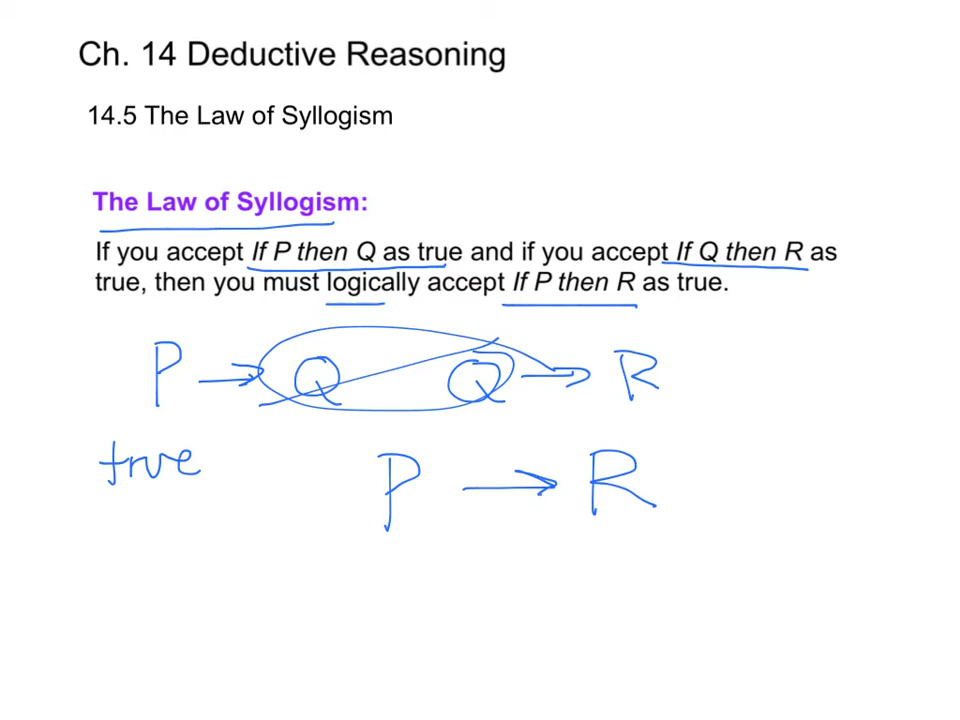 Ch. 14 Deductive Reasoning
14.5 The Law of Syllogism
The Law of Syllogism:
If you accept If P then Q as true and if you accept If Q then R as
true, then you must logically accept If P then R as true.
P → Q Q → R
true P → R